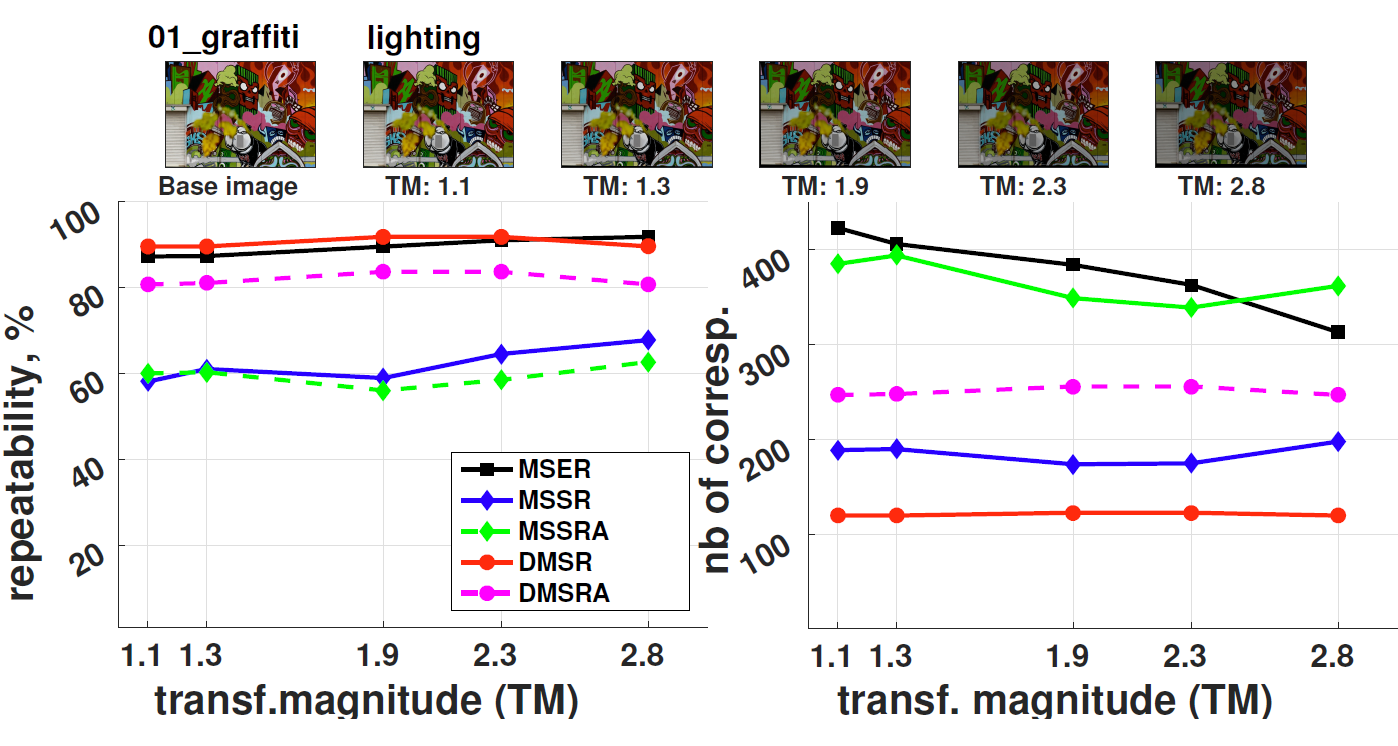 01_graffiti lighting
Base image TM: 1.1 TM: 1.3 TM: 1.9 TM: 2.3 TM: 2.8
repeatability, %
100
80
60
40
20
MSER
MSSR
MSSRA
DMSR
DMSRA
1.1 1.3 1.9 2.3 2.8
transf.magnitude (TM)
nb of corresp.
400
300
200
100
1.1 1.3 1.9 2.3 2.8
transf. magnitude (TM)